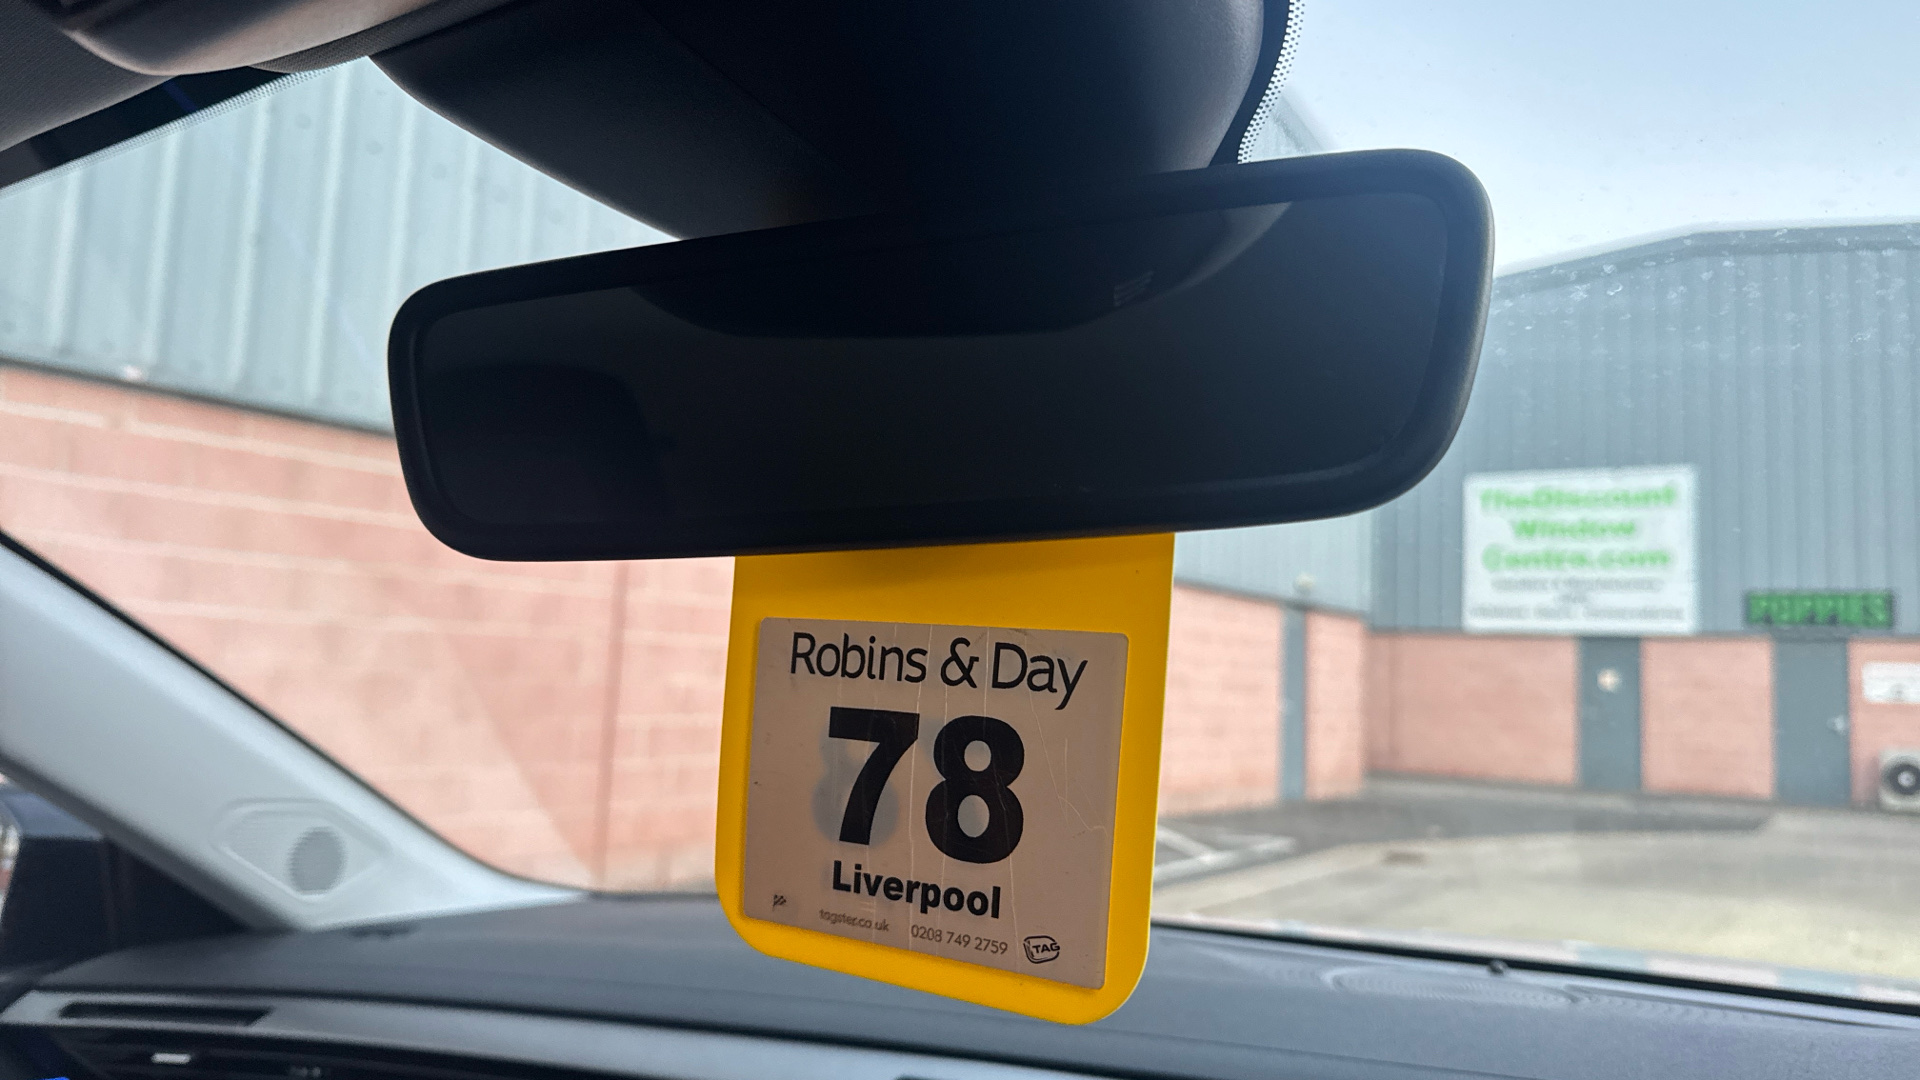 Robins & Day
78
Liverpool
tagster.co.uk 0208 749 2759 TAG
TheDiscount
Window
Centre.com
POPPIES